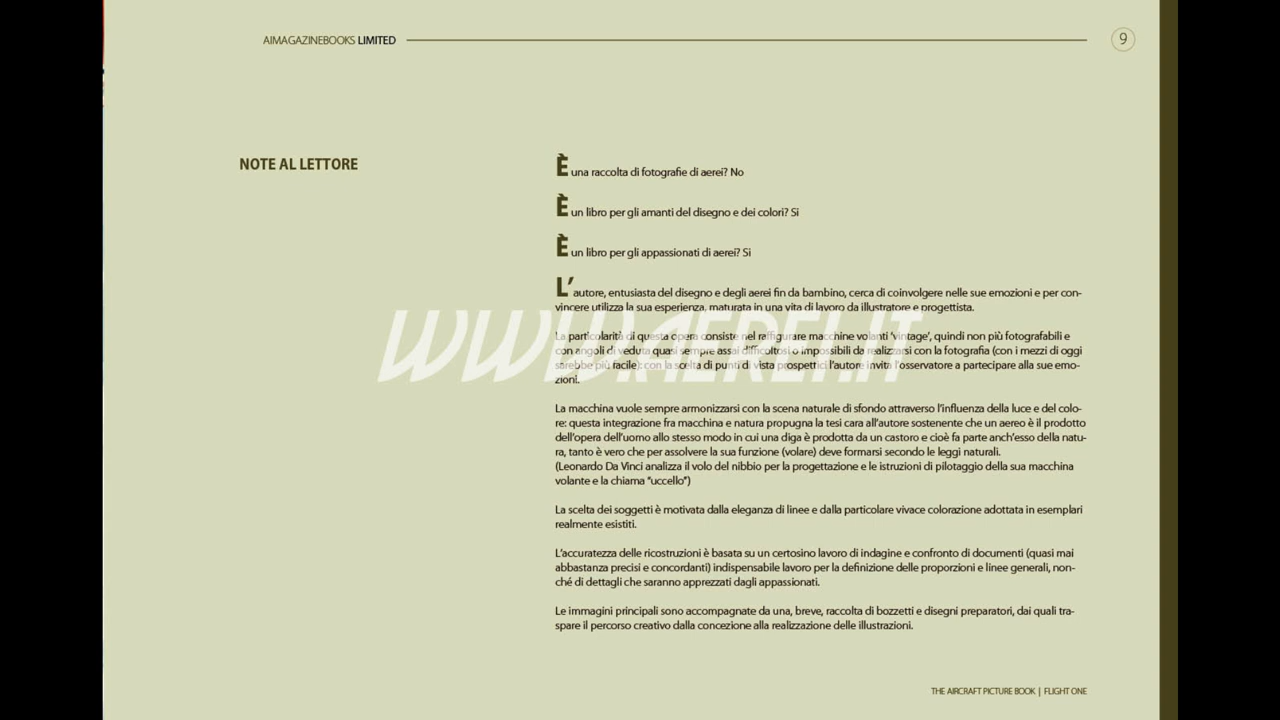 AIMAGAZINEBOOKS LIMITED
9
NOTE AL LETTORE
È una raccolta di fotografie di aerei? No
È un libro per gli amanti del disegno e dei colori? Si
È un libro per gli appassionati di aerei? Sì
L’autore, entusiasta del disegno e degli aerei fin da bambino, cerca di coinvolgere nelle sue emozioni e per con-
vincere utilizza la sua esperienza, maturata in una vita di lavoro da illustratore e progettista.
La particolarità di questa opera consiste nel raffigurare macchine volanti ‘vintage’, quindi non più fotografabili e
con angoli di veduta quasi sempre assai difficoltosi o impossibili da realizzarsi con la fotografia (con i mezzi di oggi
sarebbe più facile): con la scelta di punti di vista prospettici l’autore invita l’osservatore a partecipare alla sue emo-
zioni.
La macchina vuole sempre armonizzarsi con la scena naturale di sfondo attraverso l’influenza della luce e del colo-
re: questa integrazione fra macchina e natura propugna la tesi cara all’autore sostenente che un aereo è il prodotto
dell’opera dell’uomo allo stesso modo in cui una diga è prodotta da un castoro e cioè fa parte anch’esso della natu-
ra, tanto è vero che per assolvere la sua funzione (volare) deve formarsi secondo le leggi naturali.
(Leonardo Da Vinci analizza il volo del nibbio per la progettazione e le istruzioni di pilotaggio della sua macchina
volante e la chiama “uccello”)
La scelta dei soggetti è motivata dalla eleganza di linee e dalla particolare vivace colorazione adottata in esemplari
realmente esistiti.
L’accuratezza delle ricostruzioni è basata su un certosino lavoro di indagine e confronto di documenti (quasi mai
abbastanza precisi e concordanti) indispensabile lavoro per la definizione delle proporzioni e linee generali, non-
ché di dettagli che saranno apprezzati dagli appassionati.
Le immagini principali sono accompagnate da una, breve, raccolta di bozzetti e disegni preparatori, dai quali tra-
spare il percorso creativo dalla concezione alla realizzazione delle illustrazioni.
WWW.AEREI.IT
THE AIRCRAFT PICTURE BOOK | FLIGHT ONE